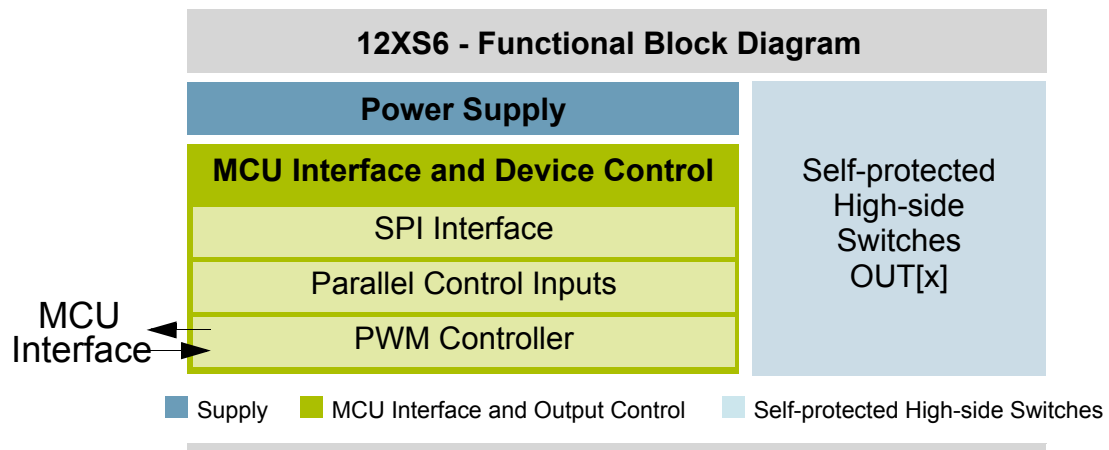 12XS6 - Functional Block Diagram
Power Supply
MCU Interface and Device Control
SPI Interface
Parallel Control Inputs
PWM Controller
Self-protected
High-side
Switches
OUT[x]
MCU
Interface
Supply
MCU Interface and Output Control
Self-protected High-side Switches